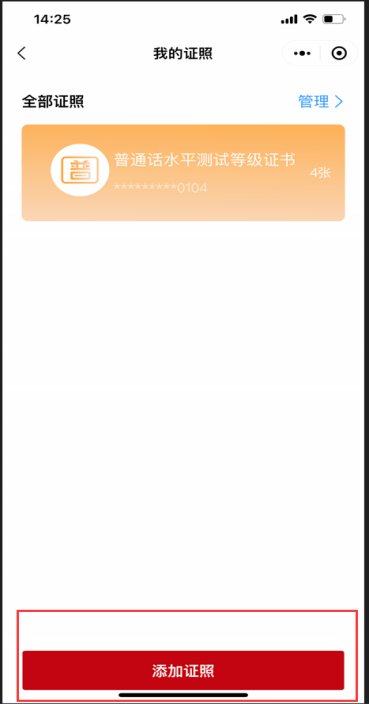 14:25
我的证照
全部证照
管理
普
普通话水平测试等级证书
4张
*********0104
添加证照